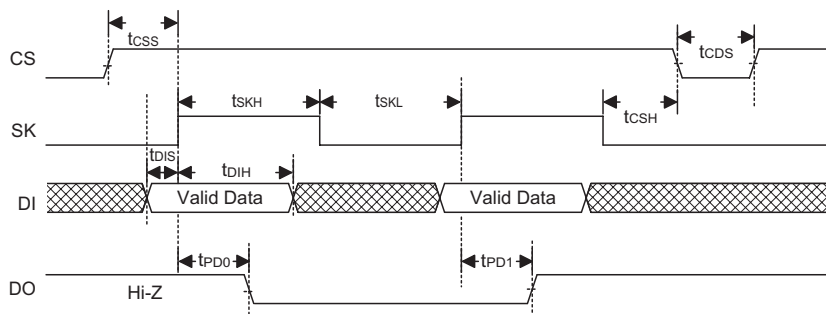 tCSS
CS
tCDS
tSKH
tSKL
tCSH
SK
tDIS
tDIH
DI
Valid Data
Valid Data
tPD0
tPD1
DO
Hi-Z